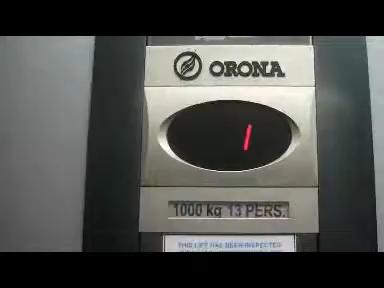 ORONA
1
1000 kg 13 PERS.
THIS LIFT HAS BEEN INSPECTED